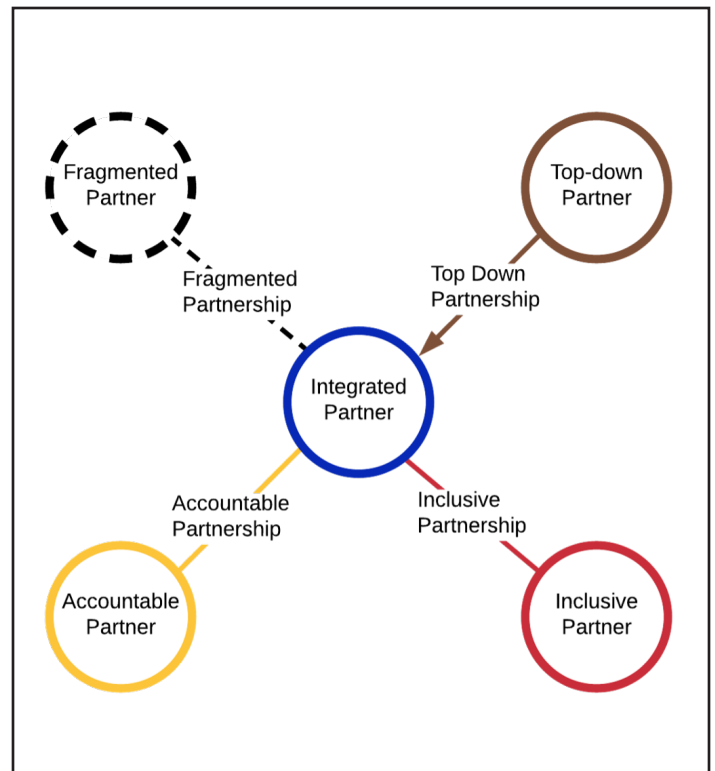 Fragmented
Partner
Top-down
Partner
Fragmented
Partnership
Top Down
Partnership
Integrated
Partner
Accountable
Partnership
Inclusive
Partnership
Accountable
Partner
Inclusive
Partner